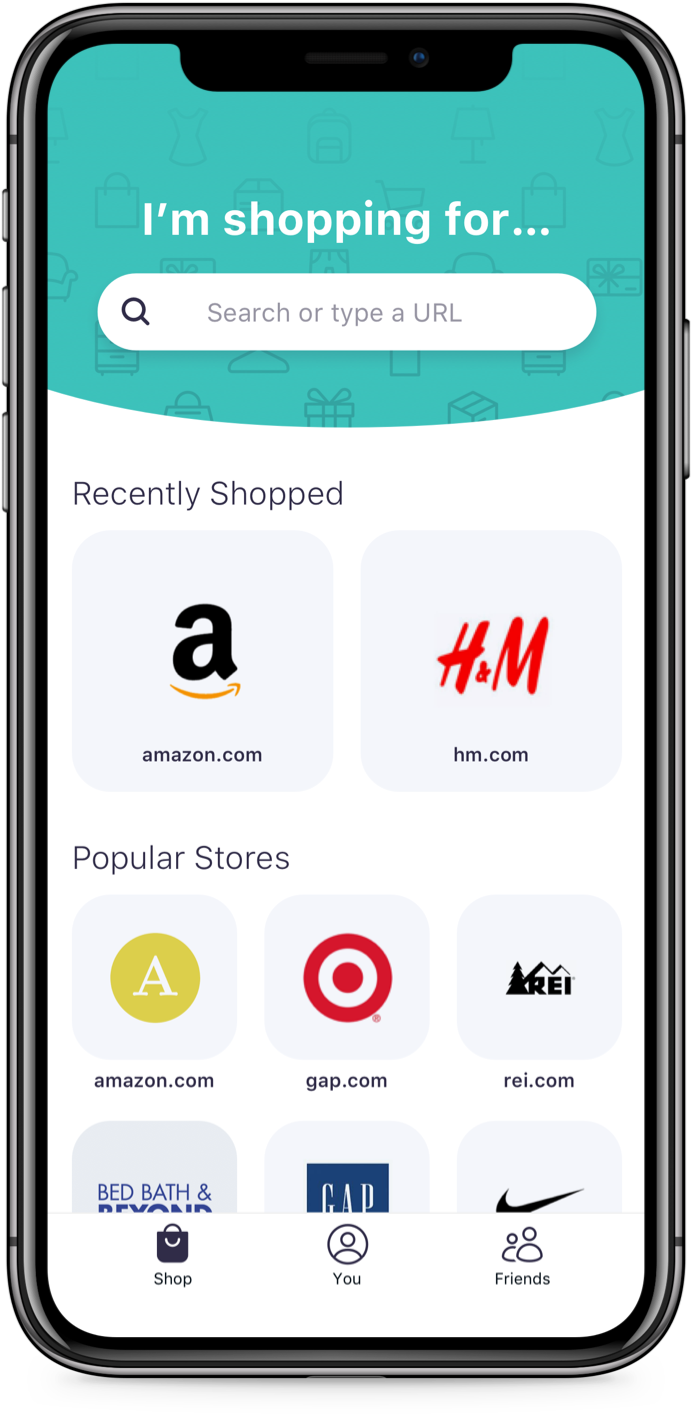 I’m shopping for...
Search or type a URL
Recently Shopped
a
H&M
amazon.com
hm.com
Popular Stores
A
®
REI
amazon.com
gap.com
rei.com
BED BATH &
BEYOND
GAP
Shop
You
Friends